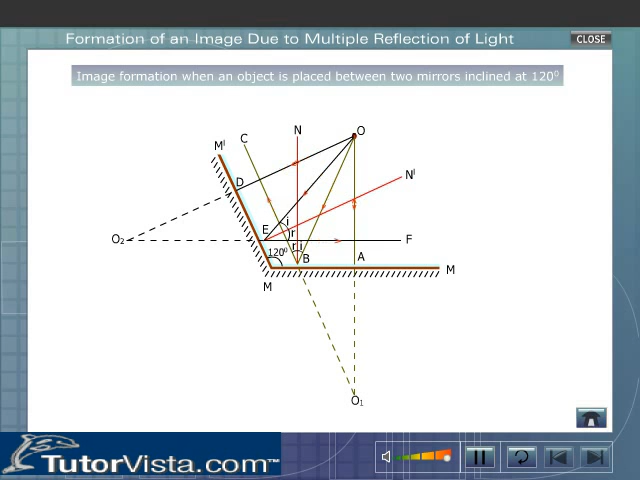 Formation of an Image Due to Multiple Reflection of Light
CLOSE
Image formation when an object is placed between two mirrors inclined at 120⁰
M'
C
N
O
D
N'
i
E
r
O₂
F
r i
120⁰
B
A
M
M
O₁
TutorVista.com™